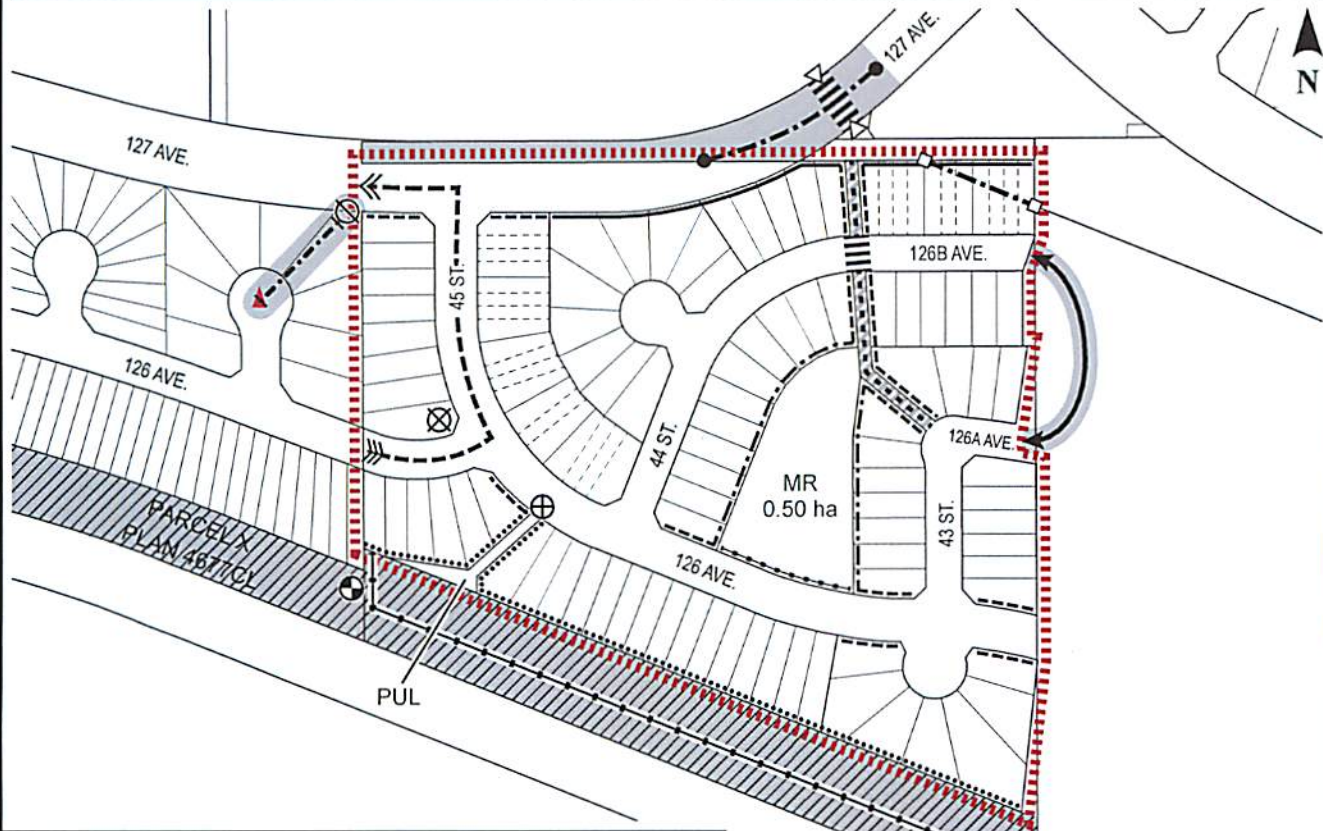 127 AVE.
N
127 AVE.
45 ST.
126B AVE.
126 AVE.
44 ST.
126A AVE.
MR
0.50 ha
43 ST.
PARCEL X
PLAN 4677CL
126 AVE.
PUL